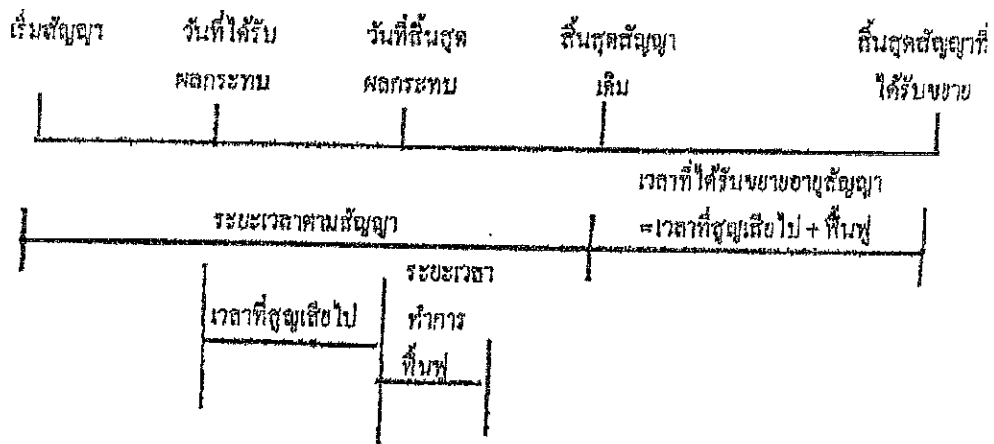 เริ่มสัญญา
วันที่ได้รับ
ผลกระทบ
วันที่สิ้นสุด
ผลกระทบ
สิ้นสุดสัญญา
เดิม
สิ้นสุดสัญญาที่
ได้รับขยาย
เวลาที่ได้รับขยายอายุสัญญา
=เวลาที่สูญเสียไป + ฟื้นฟู
ระยะเวลาตามสัญญา
เวลาที่สูญเสียไป
ระยะเวลา
ทำการ
ฟื้นฟู